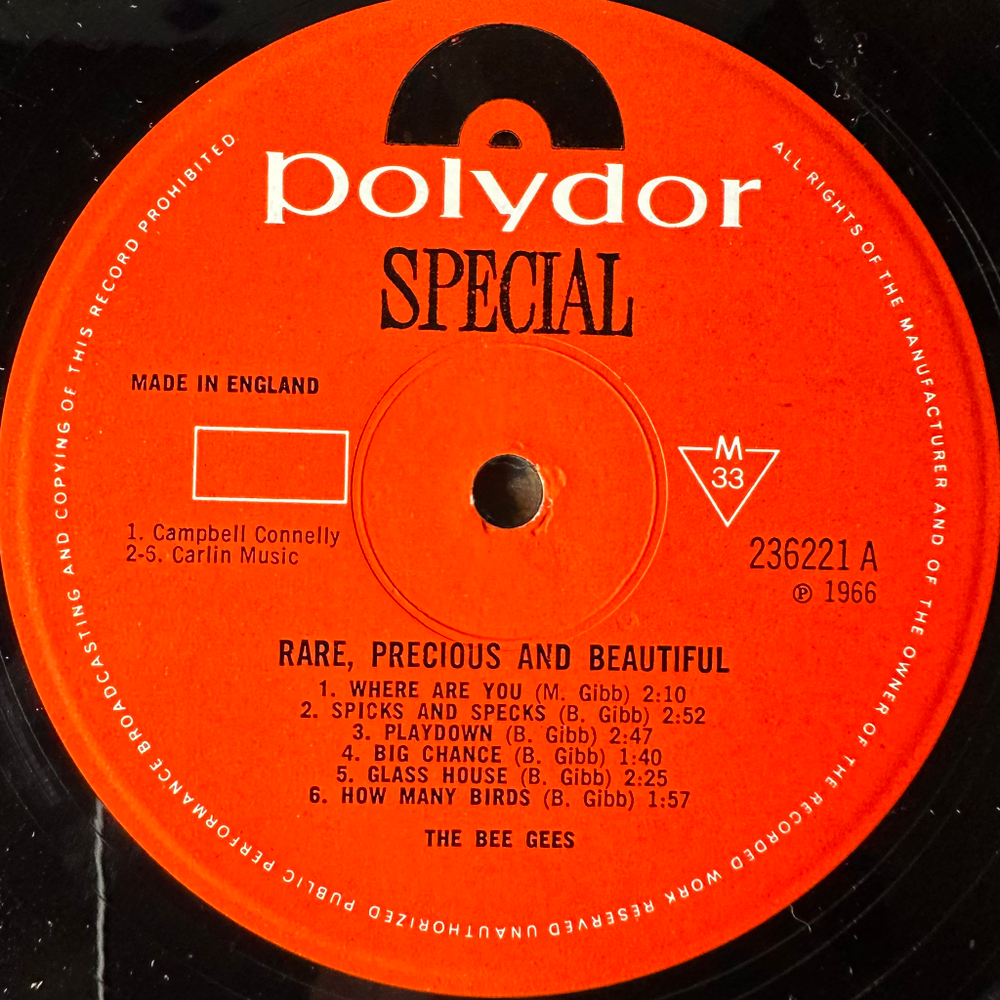 polydor
SPECIAL
MADE IN ENGLAND
M
33
1. Campbell Connelly
2-6. Carlin Music
236221 A
℗ 1966
RARE, PRECIOUS AND BEAUTIFUL
1. WHERE ARE YOU (M. Gibb) 2:10
2. SPICKS AND SPECKS (B. Gibb) 2:52
3. PLAYDOWN (B. Gibb) 2:47
4. BIG CHANCE (B. Gibb) 1:40
5. GLASS HOUSE (B. Gibb) 2:25
6. HOW MANY BIRDS (B. Gibb) 1:57
THE BEE GEES
ALL RIGHTS OF THE MANUFACTURER AND OF THE OWNER OF THE RECORDED WORK RESERVED UNAUTHORIZED PUBLIC PERFORMANCE BROADCASTING AND COPYING OF THIS RECORD PROHIBITED